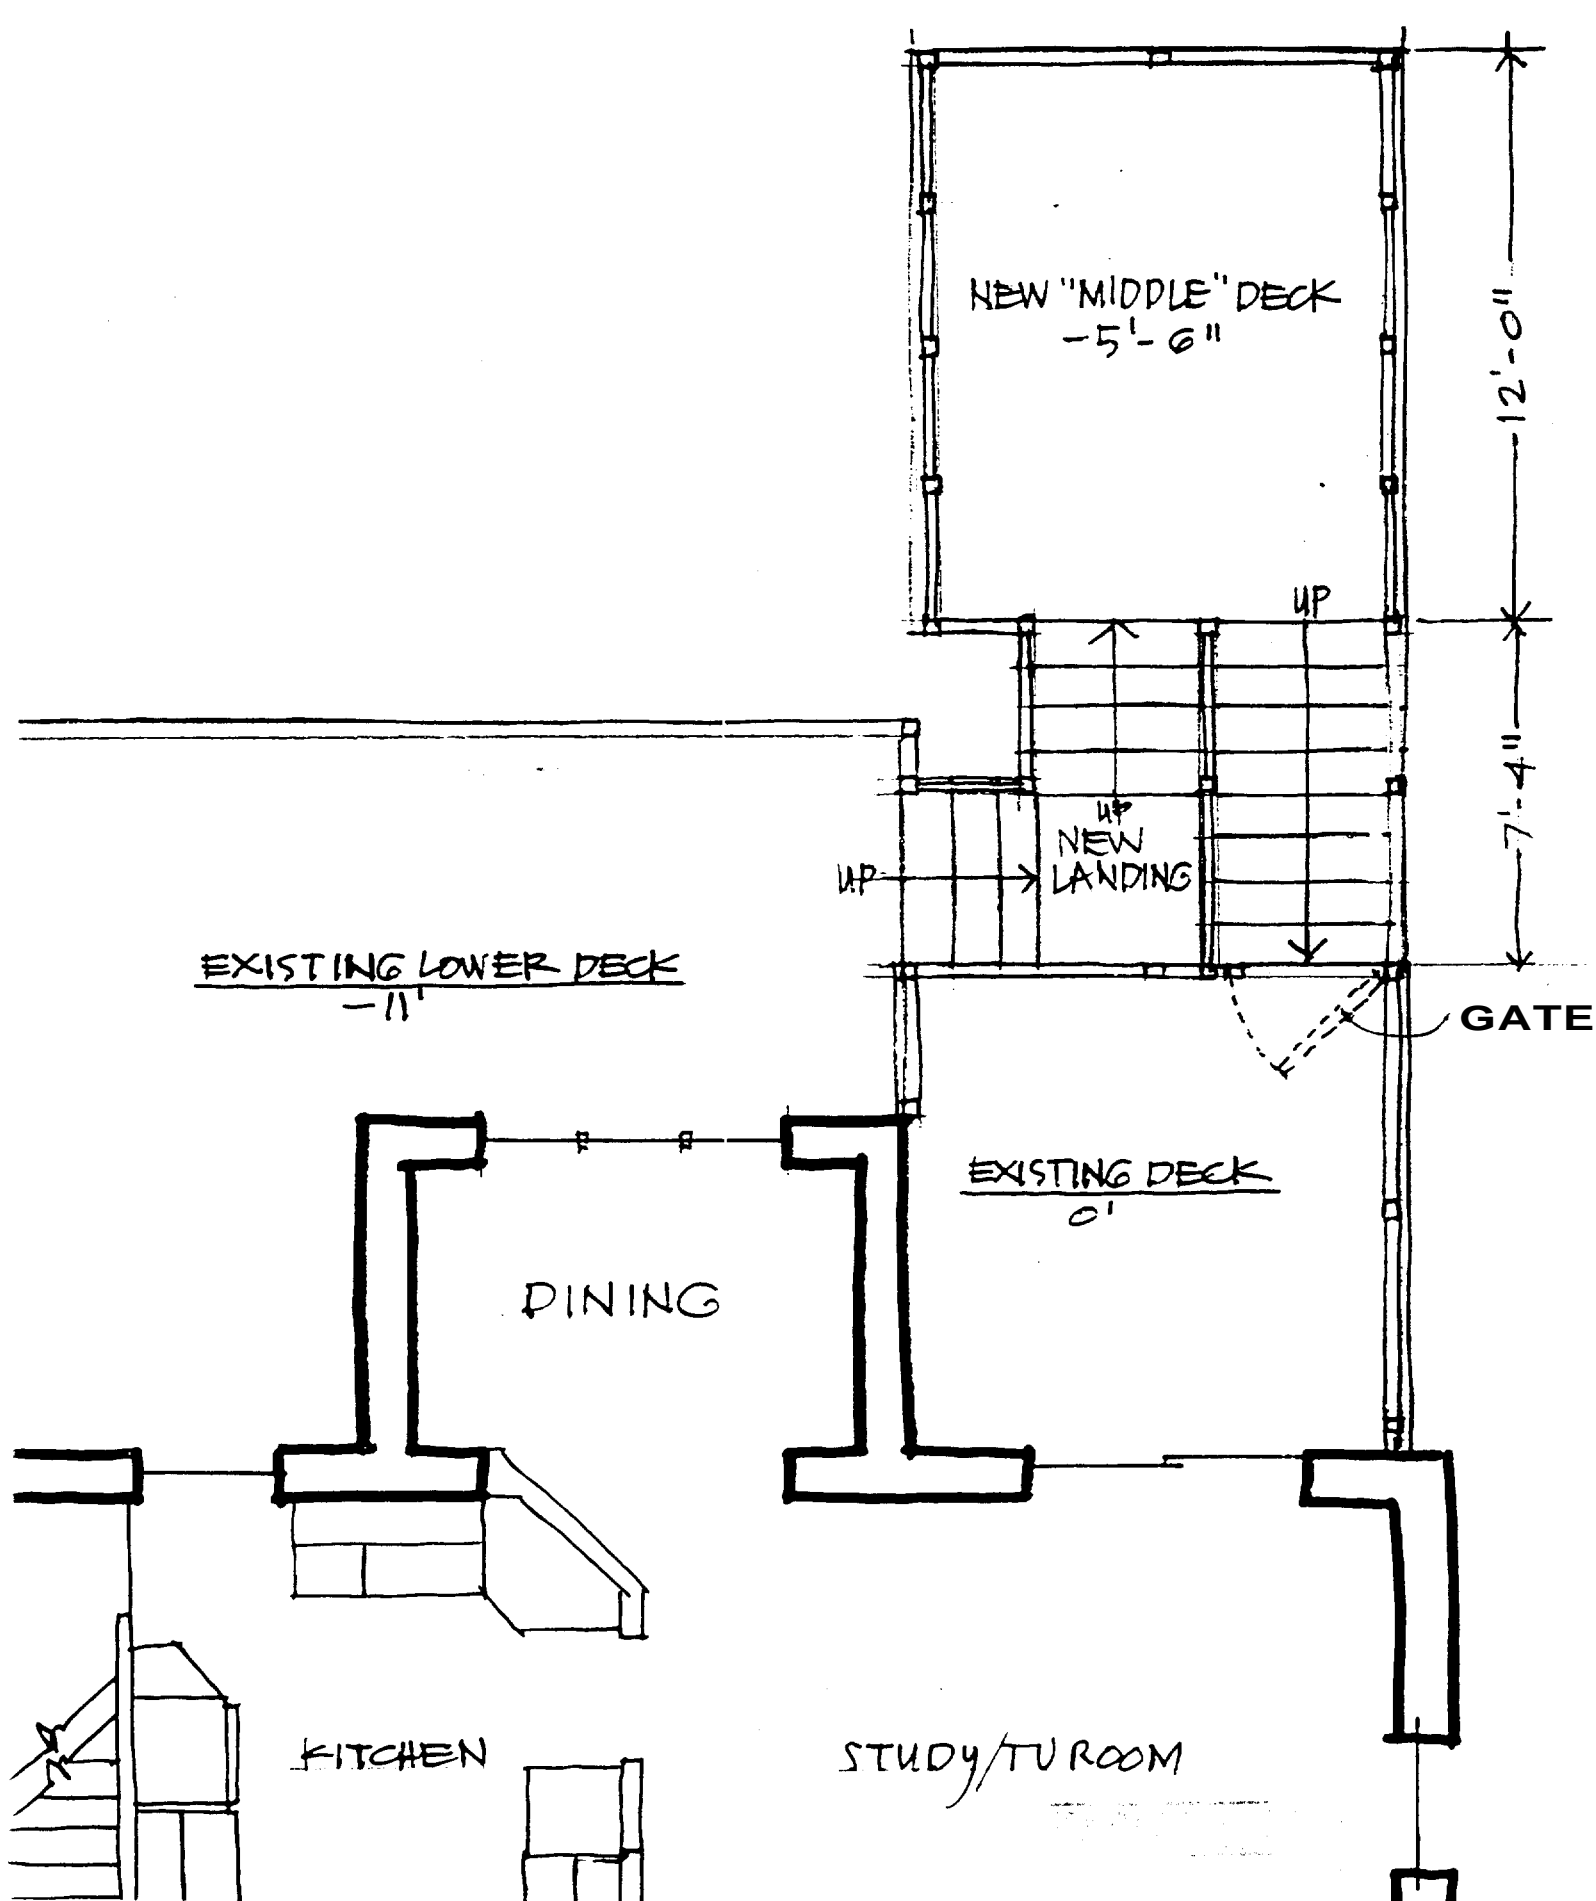 NEW "MIDDLE" DECK
-5'-6"
12'-0"
UP
7'-4"
UP
NEW
LANDING
UP
EXISTING LOWER DECK
-11'
GATE
EXISTING DECK
0'
DINING
KITCHEN
STUDY/TV ROOM